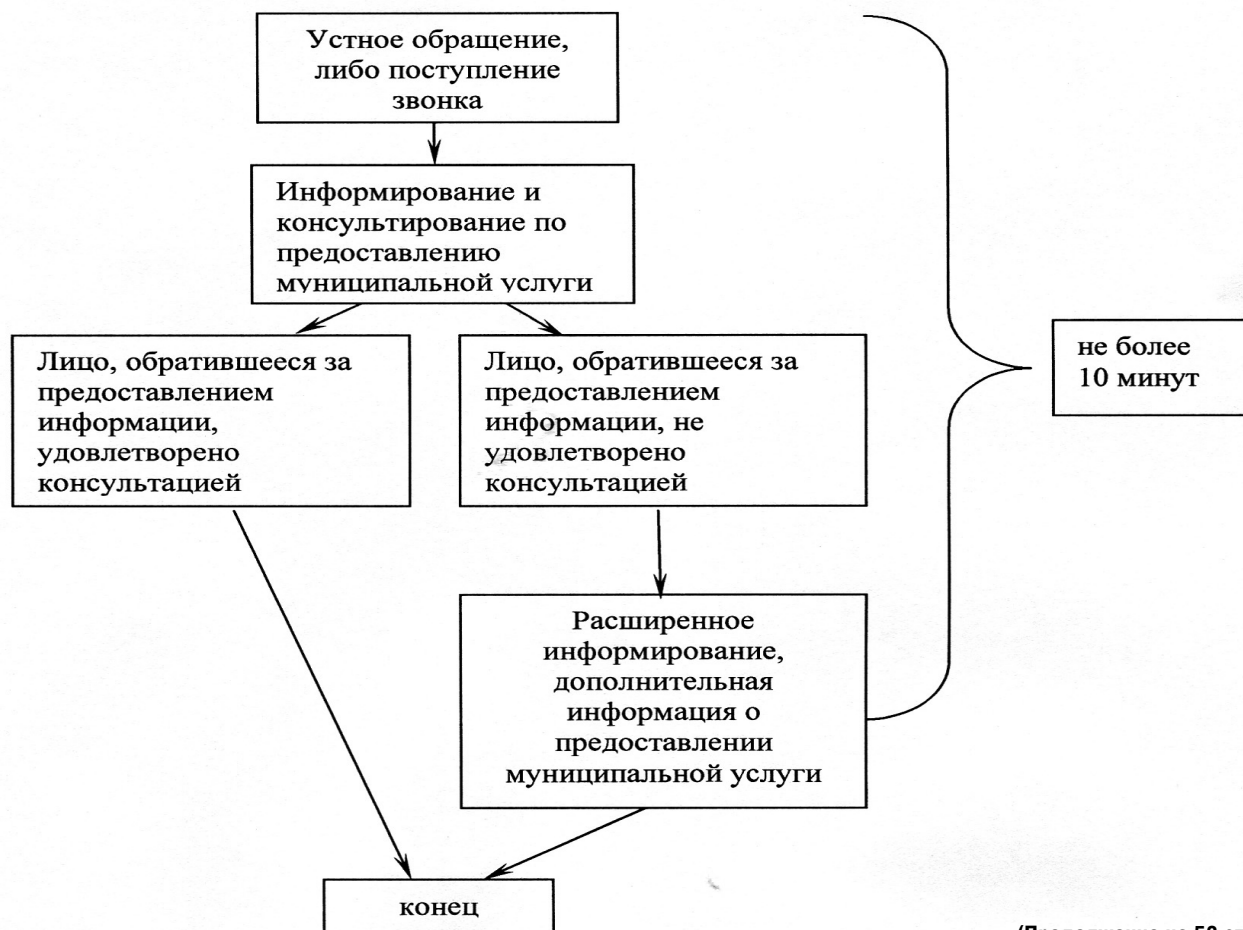 Устное обращение,
либо поступление
звонка
Информирование и
консультирование по
предоставлению
муниципальной услуги
Лицо, обратившееся за
предоставлением
информации,
удовлетворено
консультацией
Лицо, обратившееся за
предоставлением
информации, не
удовлетворено
консультацией
не более
10 минут
Расширенное
информирование,
дополнительная
информация о
предоставлении
муниципальной услуги
конец